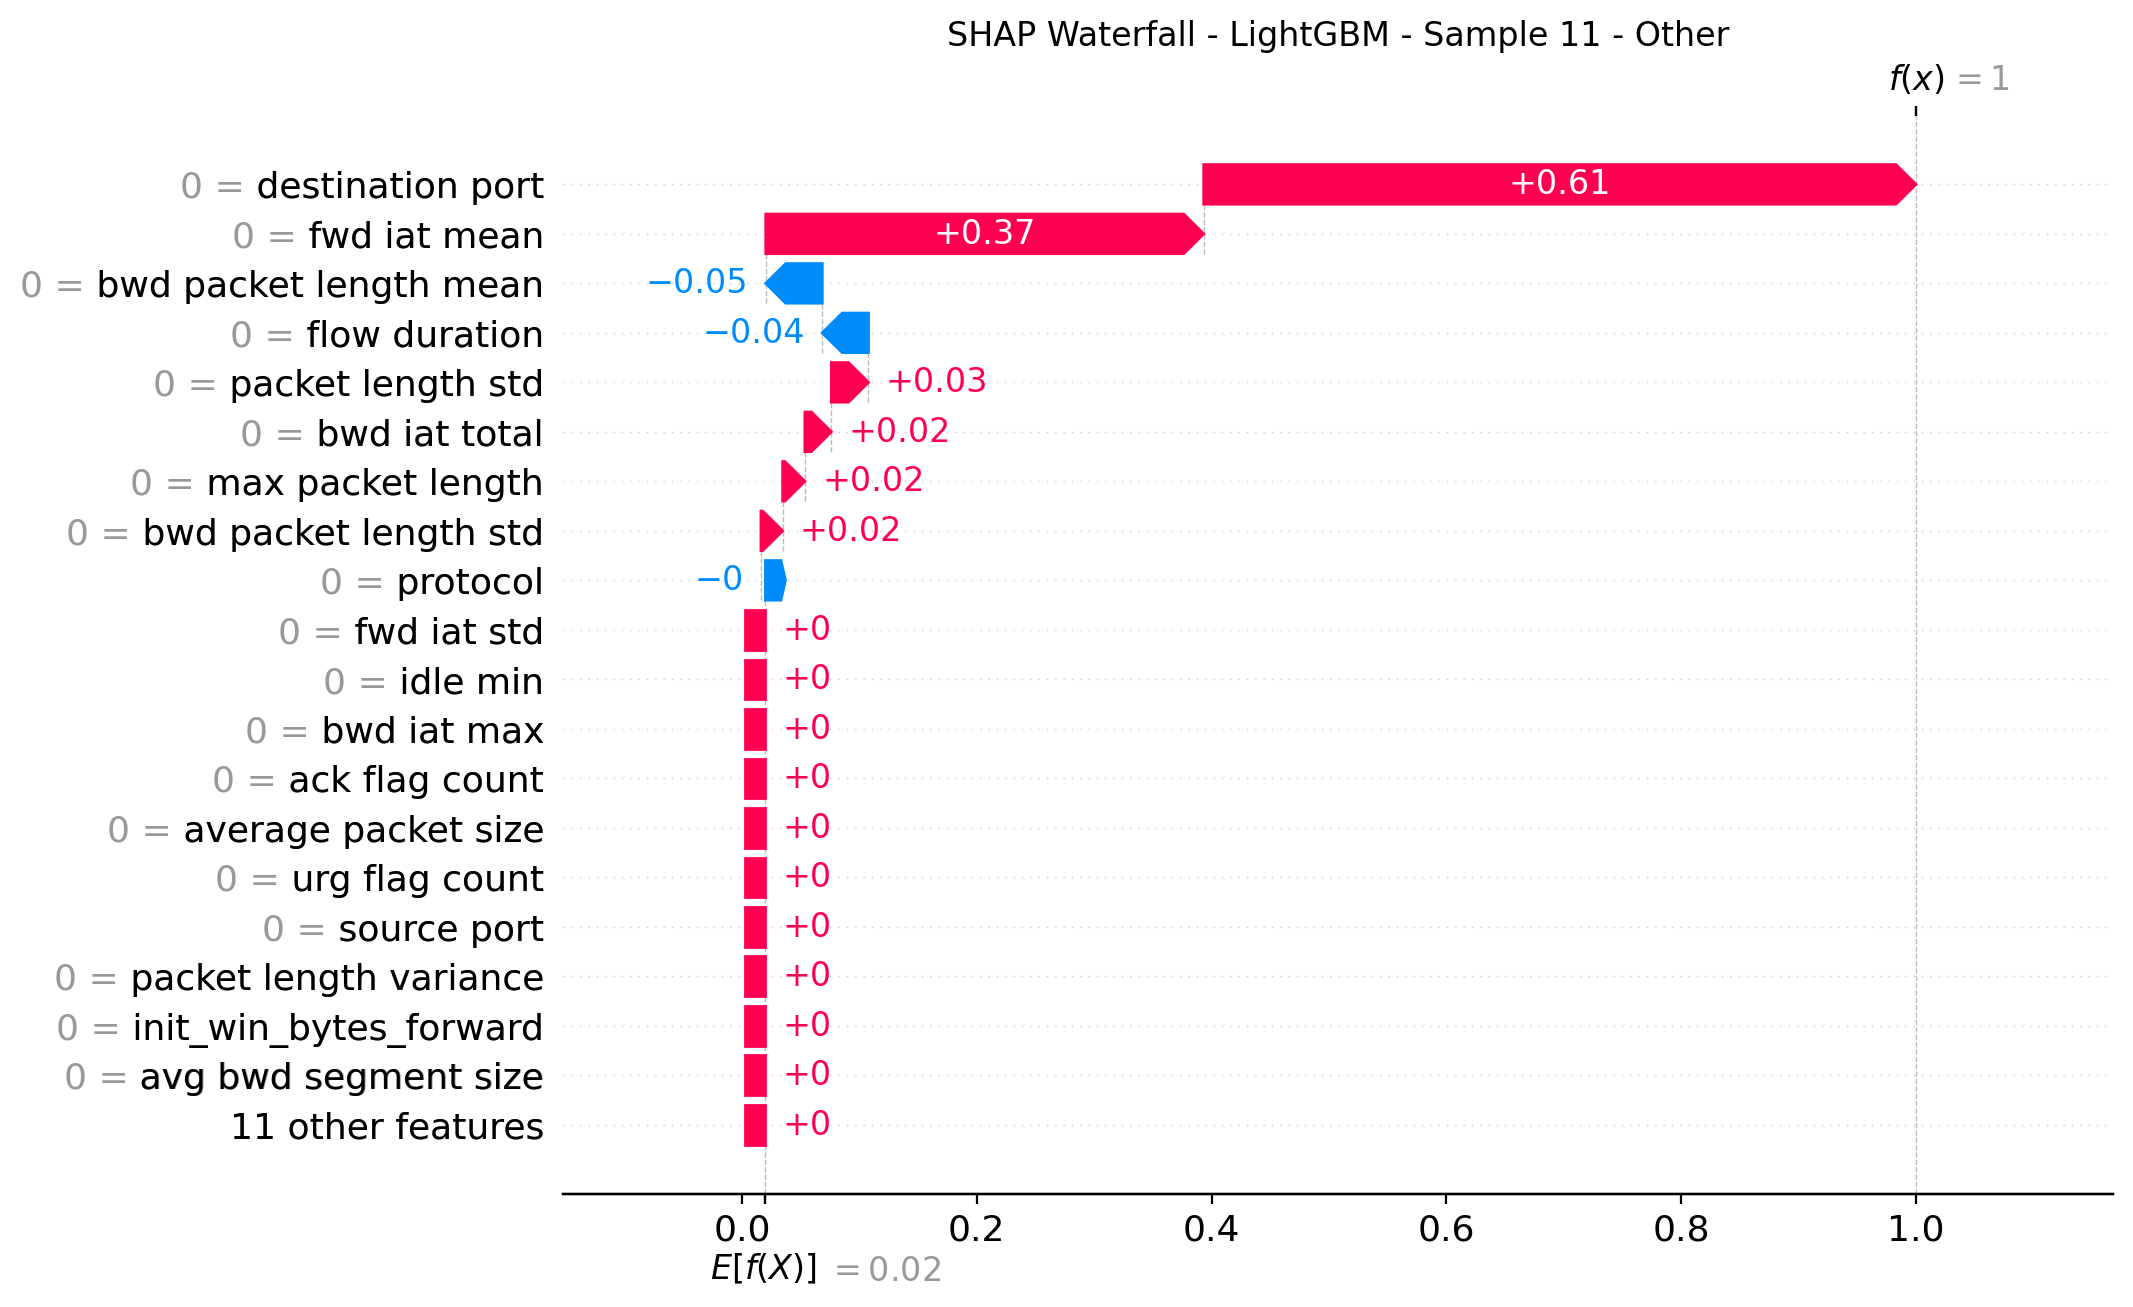 SHAP Waterfall - LightGBM - Sample 11 - Other
f(x) = 1
0 = destination port +0.61
0 = fwd iat mean +0.37
0 = bwd packet length mean −0.05
0 = flow duration −0.04
0 = packet length std +0.03
0 = bwd iat total +0.02
0 = max packet length +0.02
0 = bwd packet length std +0.02
0 = protocol −0
0 = fwd iat std +0
0 = idle min +0
0 = bwd iat max +0
0 = ack flag count +0
0 = average packet size +0
0 = urg flag count +0
0 = source port +0
0 = packet length variance +0
0 = init_win_bytes_forward +0
0 = avg bwd segment size +0
11 other features +0
0.0 0.2 0.4 0.6 0.8 1.0
E[f(X)] = 0.02